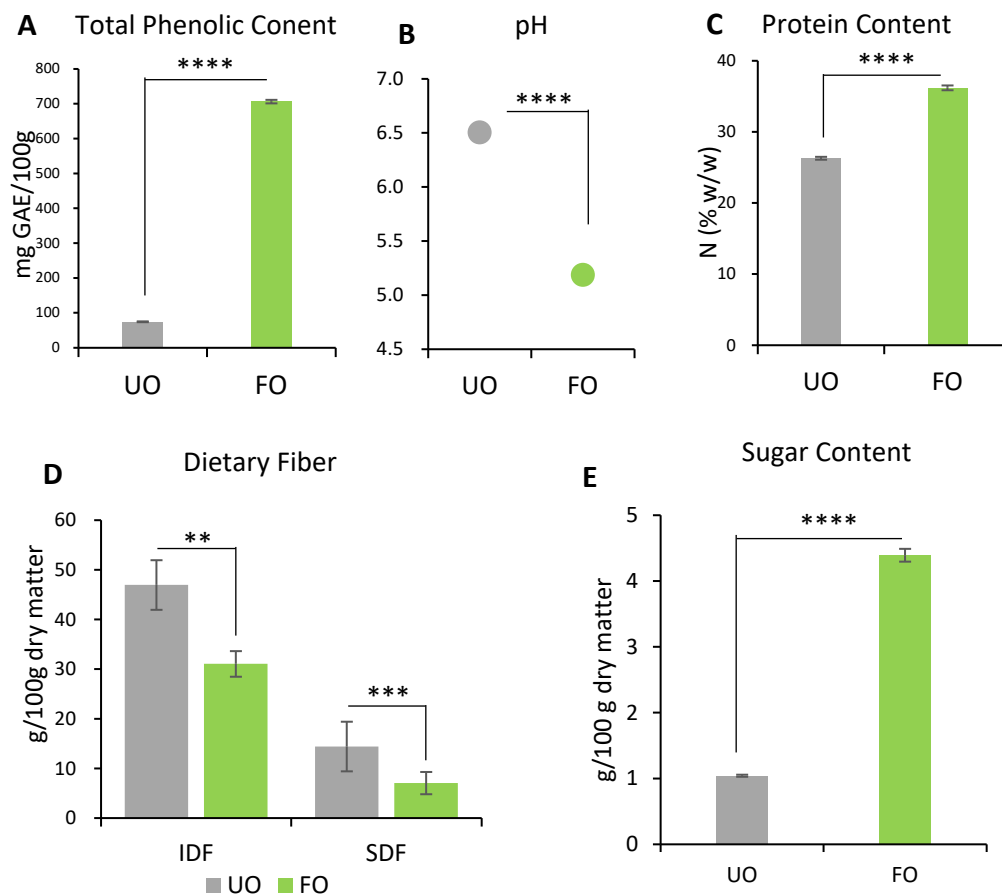 A
Total Phenolic Conent
****
mg GAE/100g
800
700
600
500
400
300
200
100
0
UO
FO
B
pH
****
7.0
6.5
6.0
5.5
5.0
4.5
UO
FO
C
Protein Content
****
N (% w/w)
40
30
20
10
0
UO
FO
D
Dietary Fiber
**
***
g/100g dry matter
60
50
40
30
20
10
0
IDF
SDF
UO
FO
E
Sugar Content
****
g/100 g dry matter
5
4
3
2
1
0
UO
FO